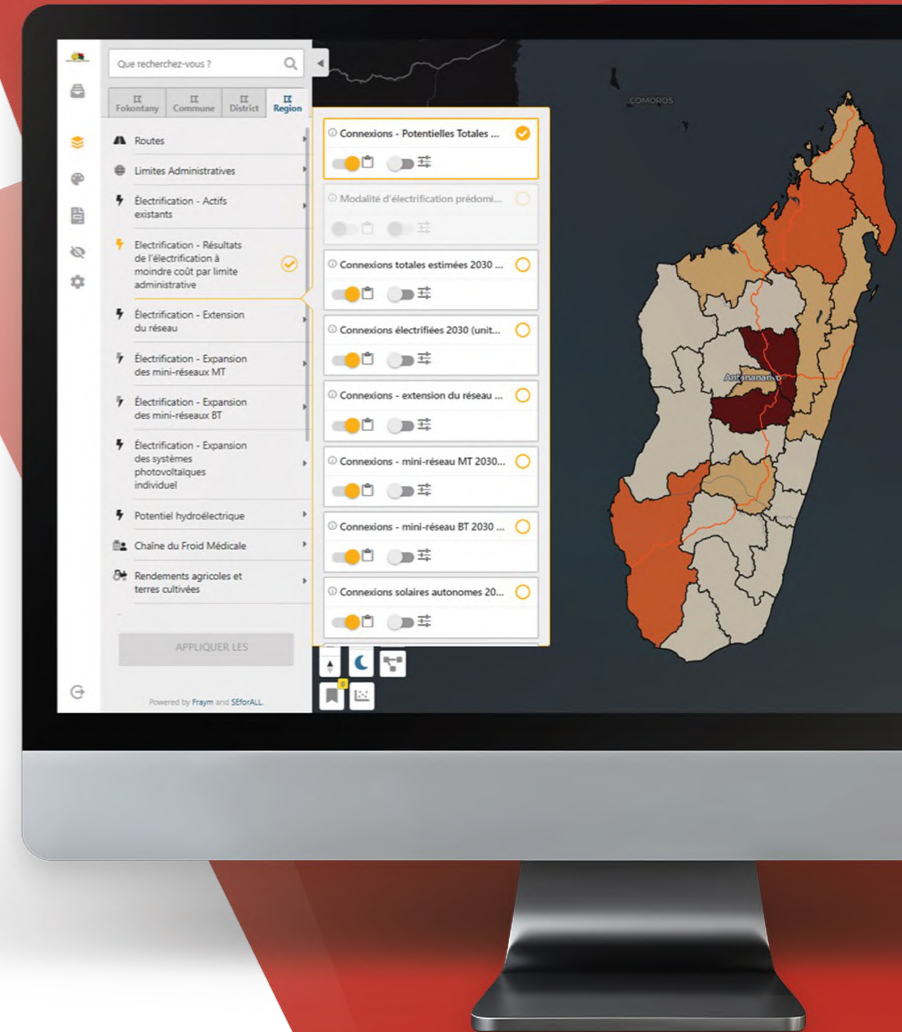 Que recherchez-vous ?
Fokontany
Commune
District
Region
Routes
Limites Administratives
Électrification - Actifs
existants
Electrification - Résultats
de l'électrification à
moindre coût par limite
administrative
Électrification - Extension
du réseau
Électrification - Expansion
des mini-réseaux MT
Électrification - Expansion
des mini-réseaux BT
Électrification - Expansion
des systèmes
photovoltaïques
individuel
Potentiel hydroélectrique
Chaîne du Froid Médicale
Rendements agricoles et
terres cultivées
APPLIQUER LES
Powered by Fraym and SEforALL.
Connexions - Potentielles Totales ...
Modalité d'électrification prédomi...
Connexions totales estimées 2030 ...
Connexions électrifiées 2030 (unit...
Connexions - extension du réseau ...
Connexions - mini-réseau MT 2030...
Connexions - mini-réseau BT 2030 ...
Connexions solaires autonomes 20...
COMOROS
Antananarivo